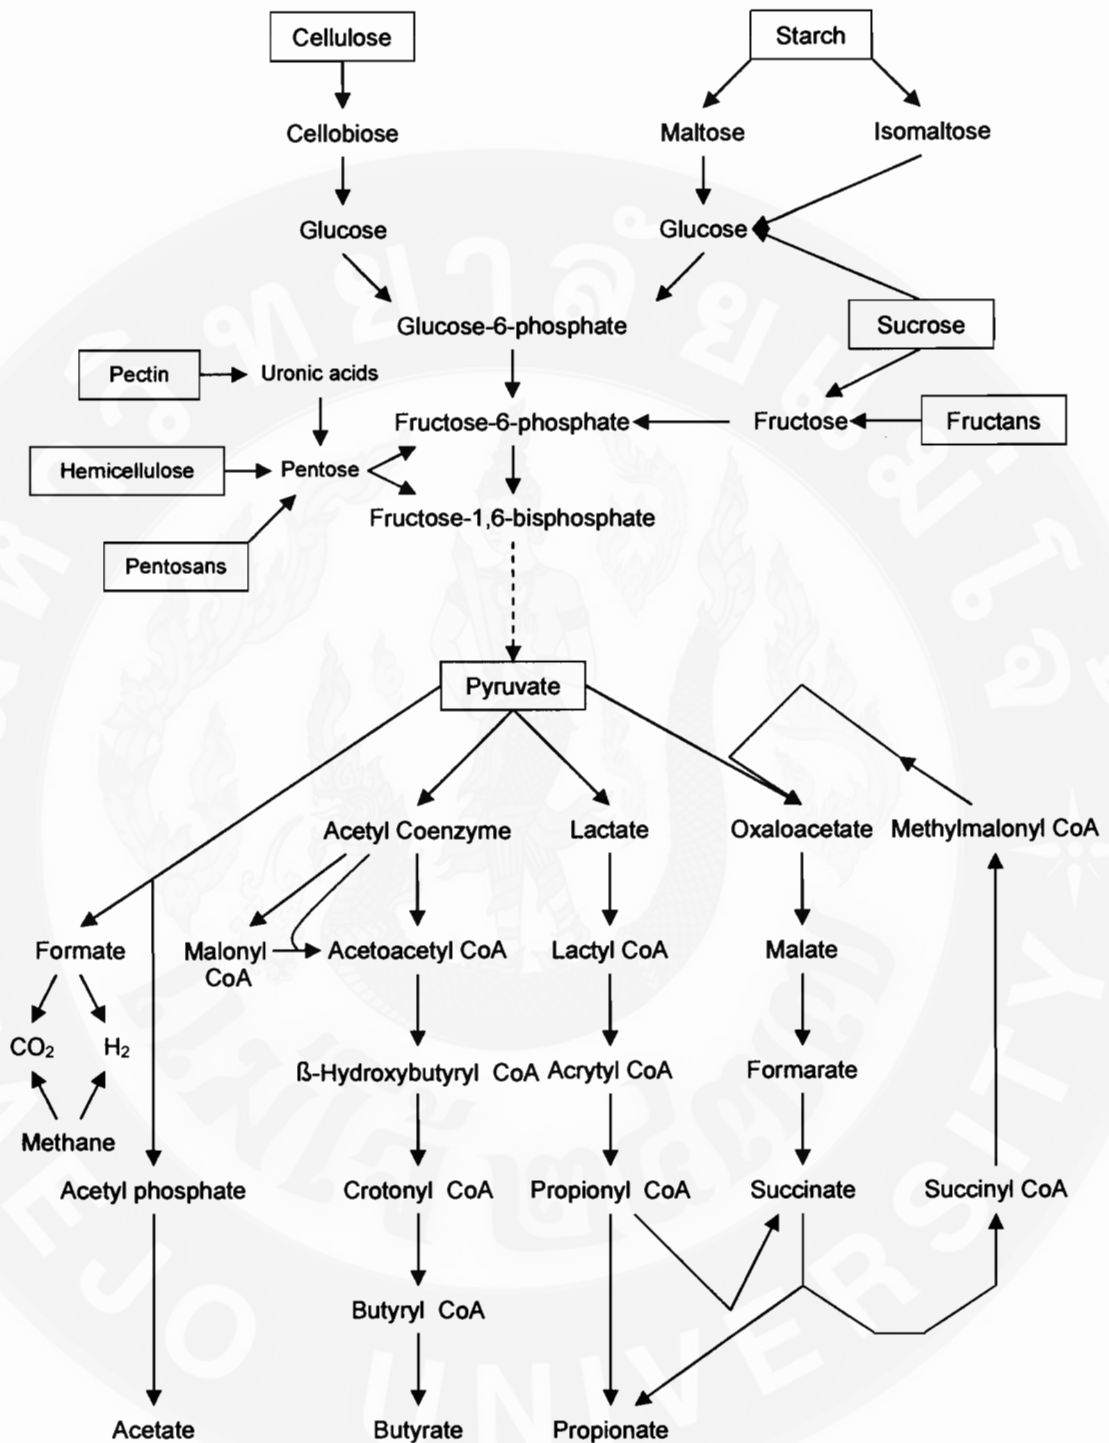 Cellulose
Starch
Cellobiose
Maltose
Isomaltose
Glucose
Glucose
Glucose-6-phosphate
Sucrose
Pectin
Uronic acids
Fructose-6-phosphate
Fructose
Fructans
Hemicellulose
Pentose
Fructose-1,6-bisphosphate
Pentosans
Pyruvate
Acetyl Coenzyme
Lactate
Oxaloacetate
Methylmalonyl CoA
Formate
Malonyl
CoA
Acetoacetyl CoA
Lactyl CoA
Malate
CO₂
H₂
ß-Hydroxybutyryl CoA
Acrytyl CoA
Formarate
Methane
Acetyl phosphate
Crotonyl CoA
Propionyl CoA
Succinate
Succinyl CoA
Butyryl CoA
Acetate
Butyrate
Propionate
UNIVERSITY